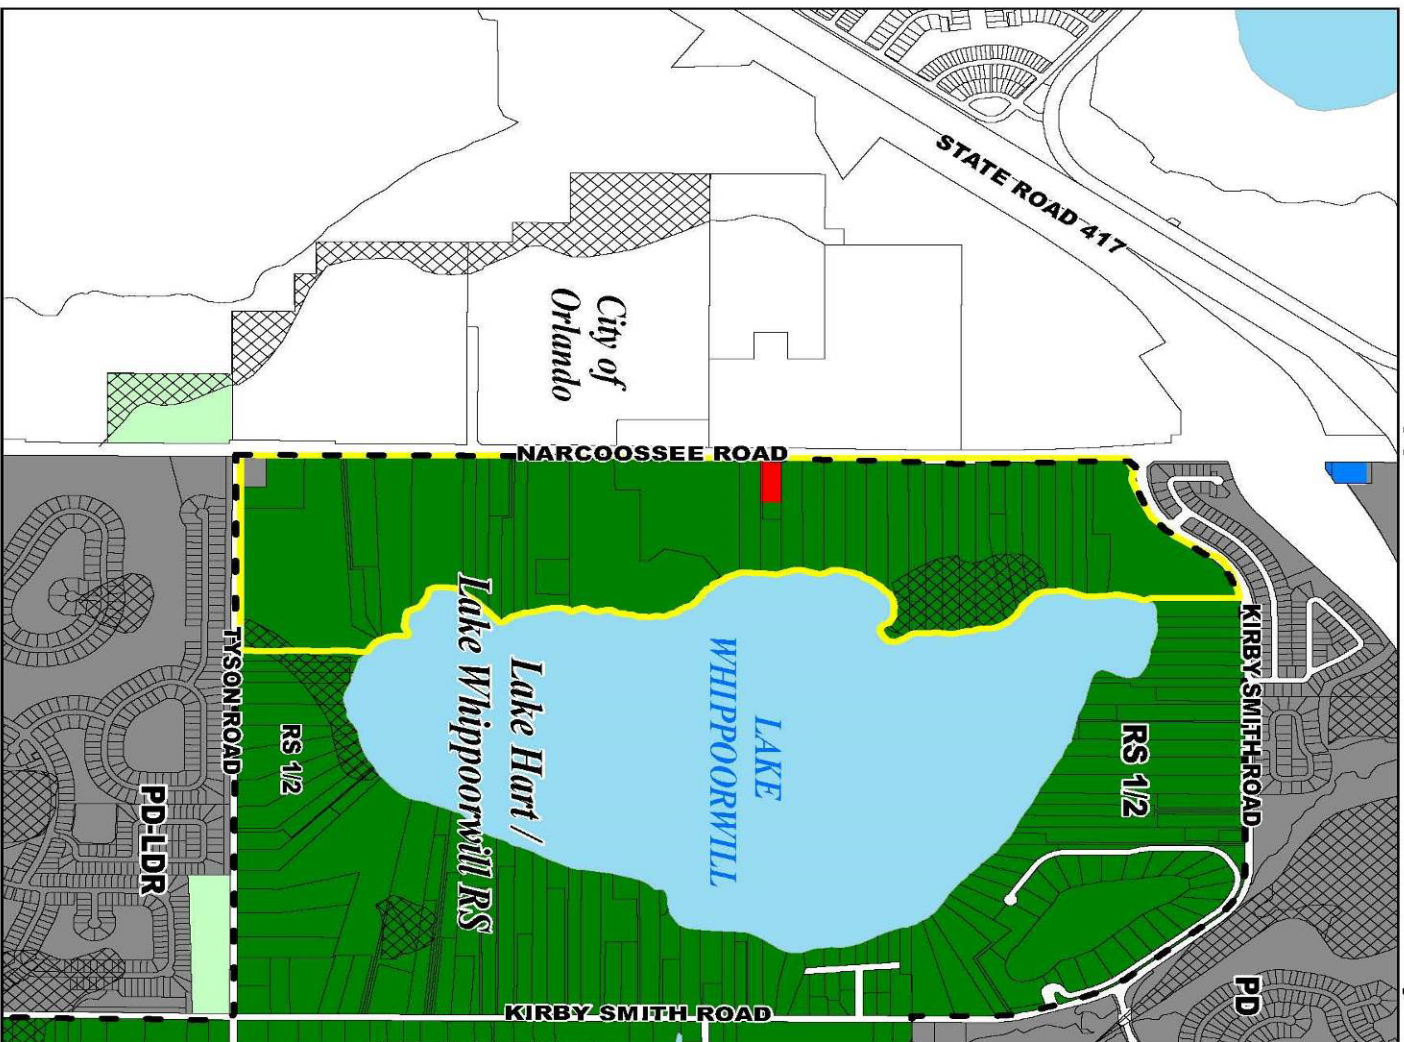 STATE ROAD 417
City of
Orlando
NARCOOSSEE ROAD
KIRBY SMITH ROAD
TYSON ROAD
LAKE
WHIPPOORWILL
Lake Hart /
Lake Whippoorwill RS
RS 1/2
RS 1/2
PD-LDR
PD
KIRBY SMITH ROAD